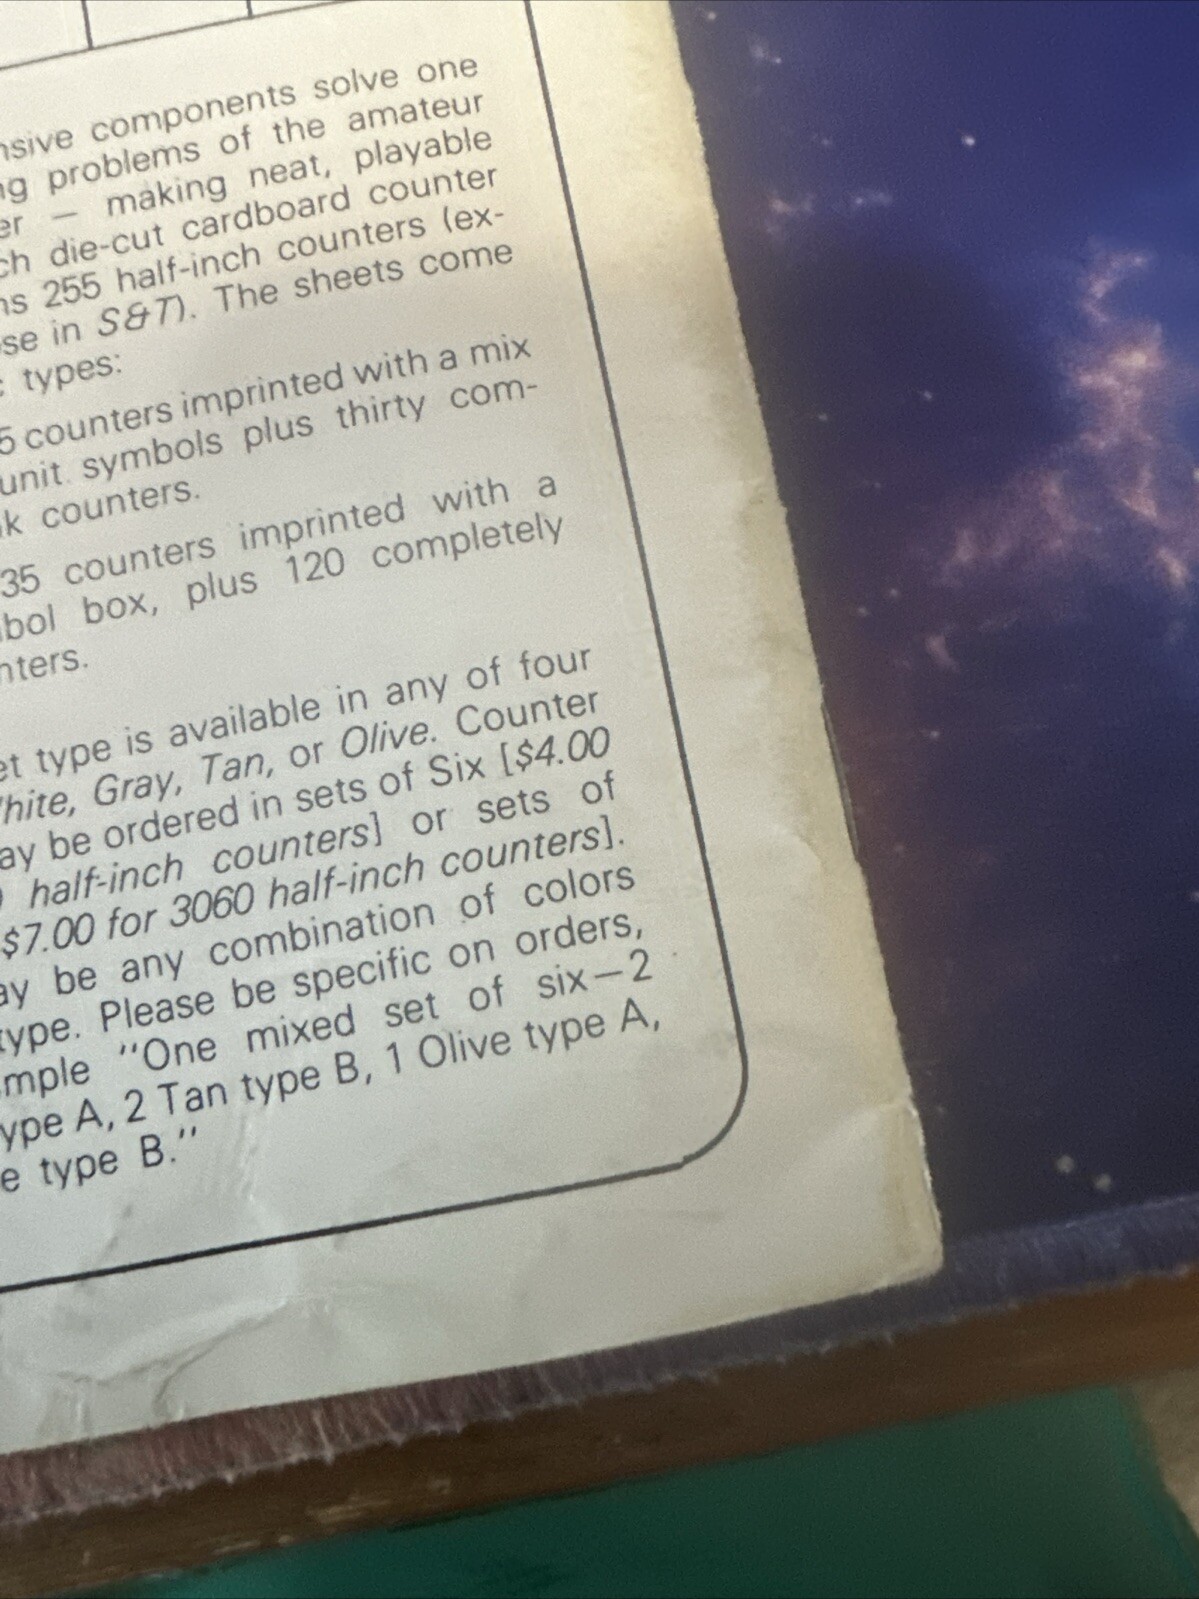 nsive components solve one
ng problems of the amateur
er — making neat, playable
ch die-cut cardboard counter
ns 255 half-inch counters (ex-
se in S&T). The sheets come
c types:
5 counters imprinted with a mix
unit symbols plus thirty com-
k counters.
35 counters imprinted with a
bol box, plus 120 completely
nters.
et type is available in any of four
hite, Gray, Tan, or Olive. Counter
ay be ordered in sets of Six [$4.00
half-inch counters] or sets of
$7.00 for 3060 half-inch counters].
ay be any combination of colors
type. Please be specific on orders,
mple "One mixed set of six—2
ype A, 2 Tan type B, 1 Olive type A,
e type B."